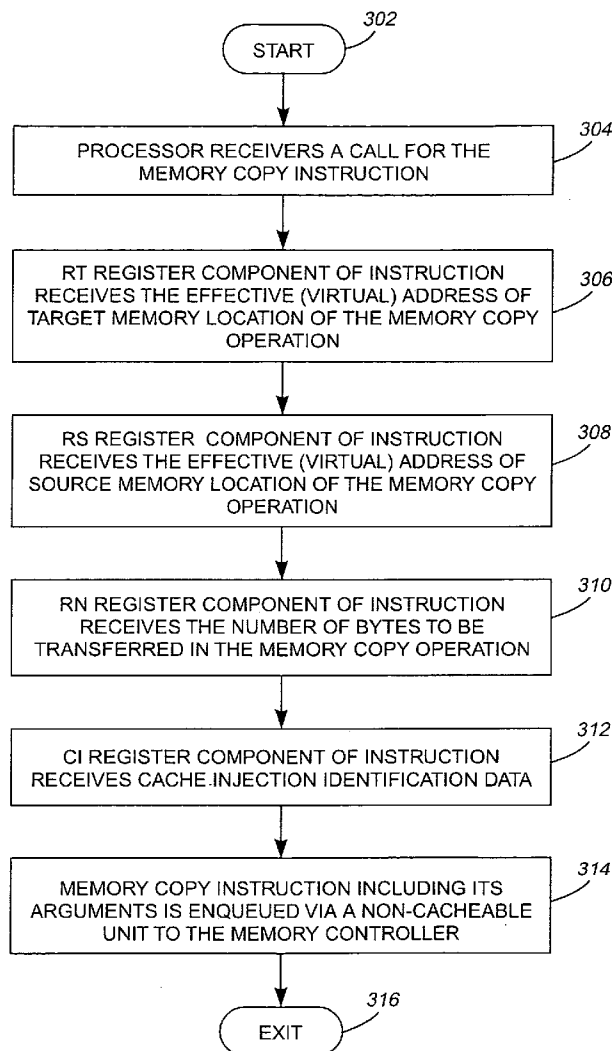 302
START
304
PROCESSOR RECEIVERS A CALL FOR THE
MEMORY COPY INSTRUCTION
RT REGISTER COMPONENT OF INSTRUCTION
RECEIVES THE EFFECTIVE (VIRTUAL) ADDRESS OF
TARGET MEMORY LOCATION OF THE MEMORY COPY
OPERATION
306
RS REGISTER COMPONENT OF INSTRUCTION
RECEIVES THE EFFECTIVE (VIRTUAL) ADDRESS OF
SOURCE MEMORY LOCATION OF THE MEMORY COPY
OPERATION
308
RN REGISTER COMPONENT OF INSTRUCTION
RECEIVES THE NUMBER OF BYTES TO BE
TRANSFERRED IN THE MEMORY COPY OPERATION
310
CI REGISTER COMPONENT OF INSTRUCTION
RECEIVES CACHE.INJECTION IDENTIFICATION DATA
312
MEMORY COPY INSTRUCTION INCLUDING ITS
ARGUMENTS IS ENQUEUED VIA A NON-CACHEABLE
UNIT TO THE MEMORY CONTROLLER
314
316
EXIT